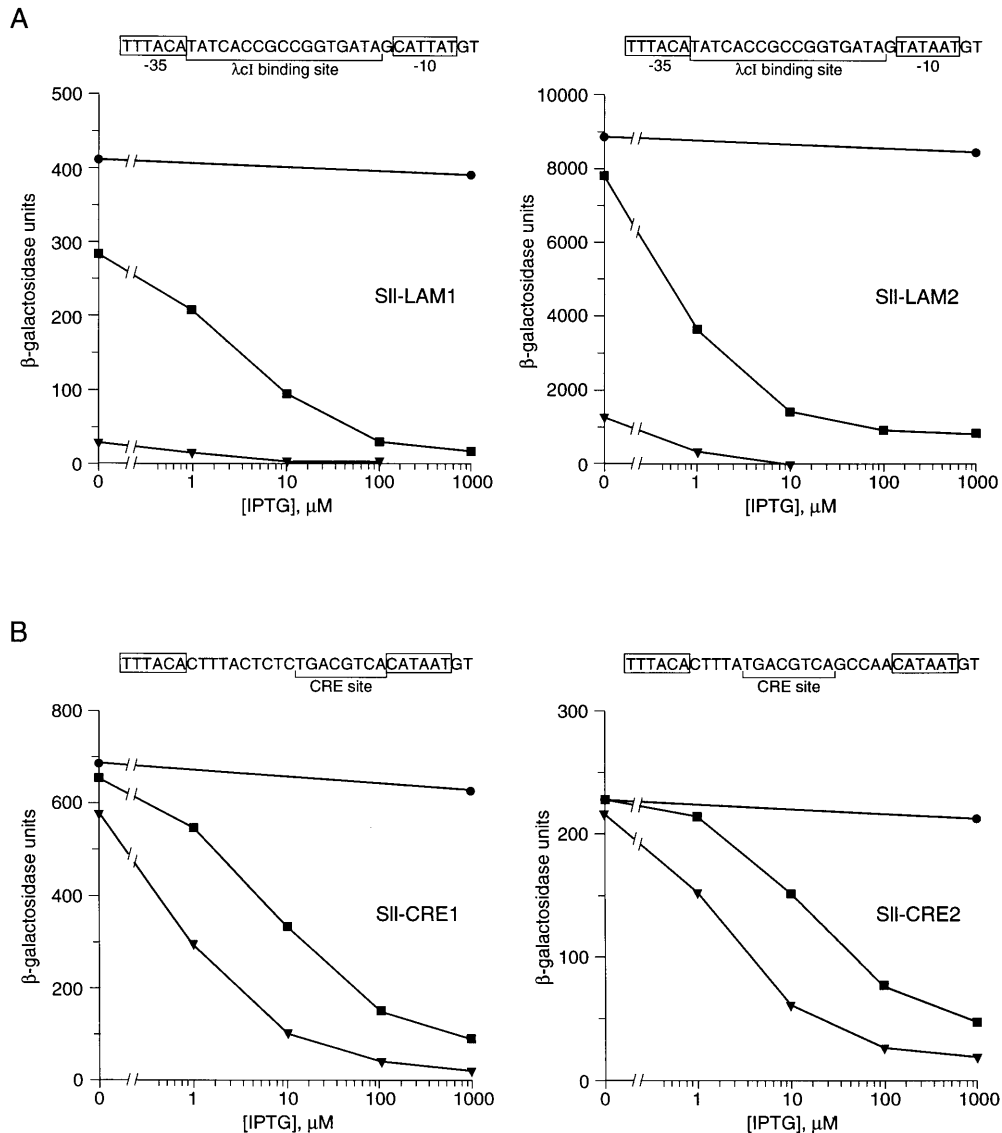 A
TTTACATATCACCGCCGGTGATAGCATTATGT
-35 λcI binding site -10
500
400
300
200
100
0
β-galactosidase units
SII-LAM1
0 1 10 100 1000
[IPTG], μM
TTTACATATCACCGCCGGTGATAGTATAATGT
-35 λcI binding site -10
10000
8000
6000
4000
2000
0
β-galactosidase units
SII-LAM2
0 1 10 100 1000
[IPTG], μM
B
TTTACACTTTACTCTCTGACGTCACATAATGT
CRE site
800
600
400
200
0
β-galactosidase units
SII-CRE1
0 1 10 100 1000
[IPTG], μM
TTTACACTTTATGACGTCAGCCAACATAATGT
CRE site
300
200
100
0
β-galactosidase units
SII-CRE2
0 1 10 100 1000
[IPTG], μM